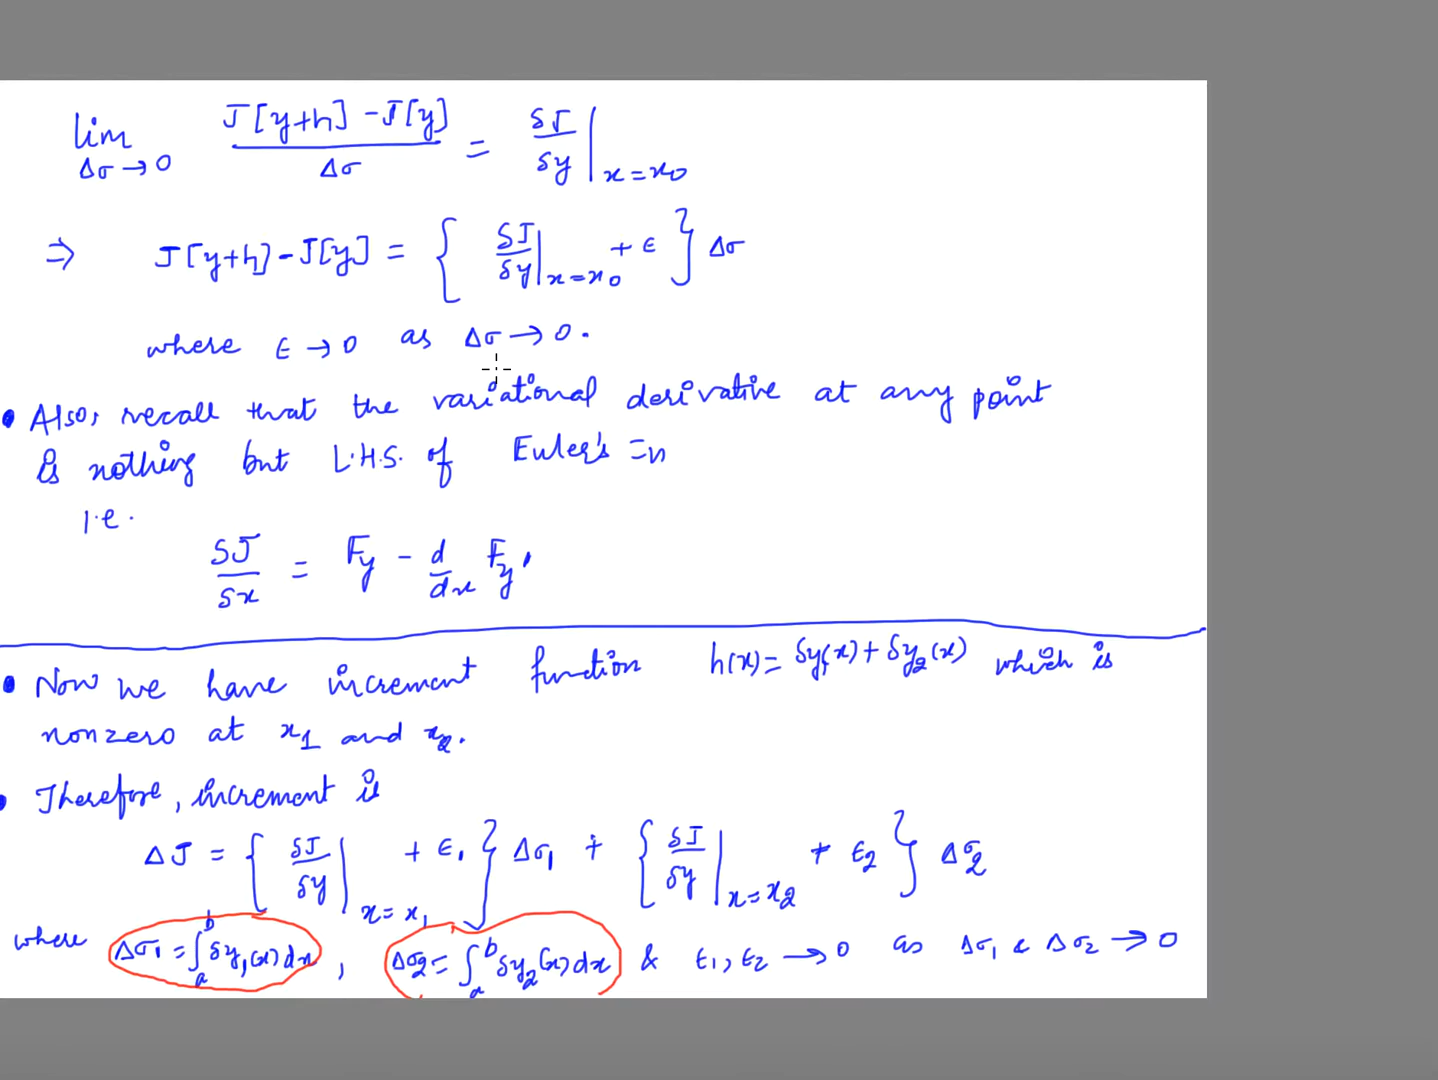 lim Δσ→0 (J[y+h] - J[y]) / Δσ = δJ/δy |x=x0
⇒ J[y+h] - J[y] = { δJ/δy |x=x0 + ϵ } Δσ
where ϵ → 0 as Δσ → 0.
• Also, recall that the variational derivative at any point
is nothing but L.H.S. of Euler's =n
i.e.
δJ/δx = Fy - d/dx Fy'
• Now we have increment function h(x) = δy1(x) + δy2(x) which is
nonzero at x1 and x2.
• Therefore, increment is
ΔJ = { δJ/δy |x=x1 + ϵ1 } Δσ1 + { δJ/δy |x=x2 + ϵ2 } Δσ2
where Δσ1 = ∫a^b δy1(x) dx , Δσ2 = ∫a^b δy2(x) dx & ϵ1, ϵ2 → 0 as Δσ1 & Δσ2 → 0